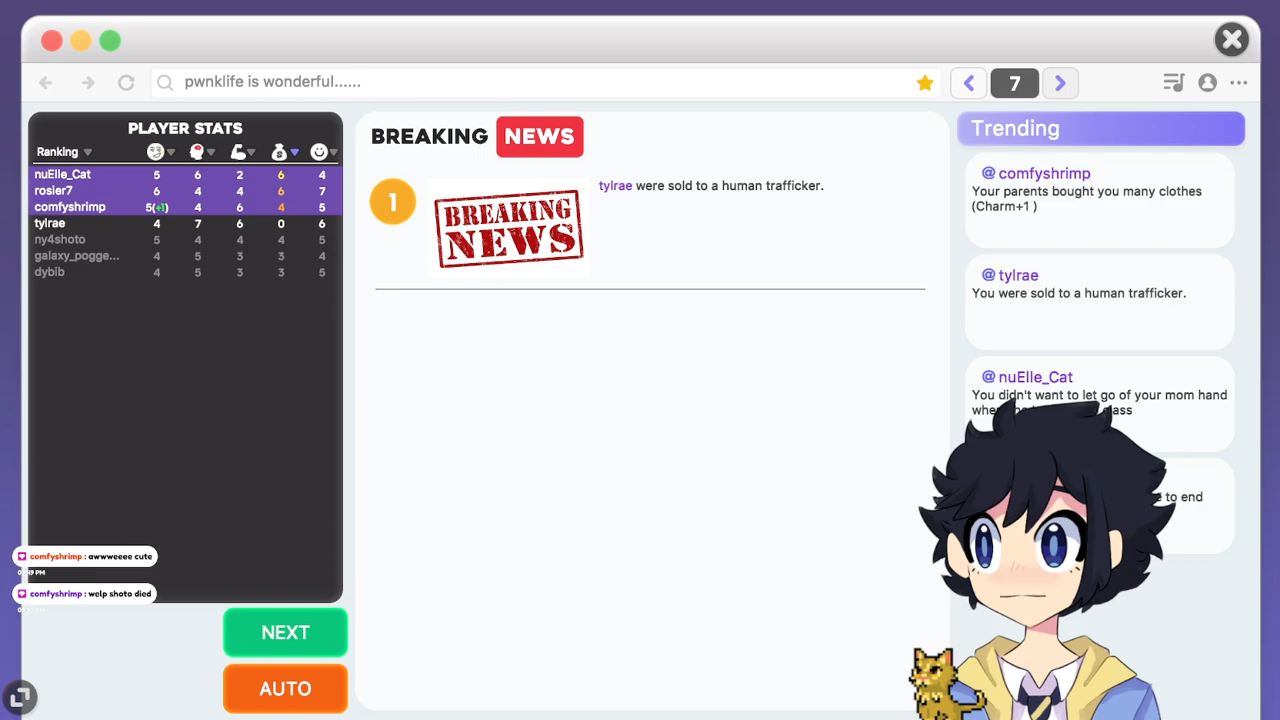 pwnklife is wonderful......
7
PLAYER STATS
Ranking
nuElle_Cat 5 6 2 6 4
rosier7 6 4 4 6 7
comfyshrimp 5(+1) 4 6 4 5
tylrae 4 7 6 0 6
ny4shoto 5 4 4 4 5
galaxy_pogge... 4 5 3 3 4
dybib 4 5 3 3 5
comfyshrimp : awwweeee cute
comfyshrimp : welp shoto died
NEXT
AUTO
BREAKING NEWS
1
BREAKING
NEWS
tylrae were sold to a human trafficker.
Trending
@ comfyshrimp
Your parents bought you many clothes
(Charm+1 )
@ tylrae
You were sold to a human trafficker.
@ nuElle_Cat
You didn't want to let go of your mom hand
to end